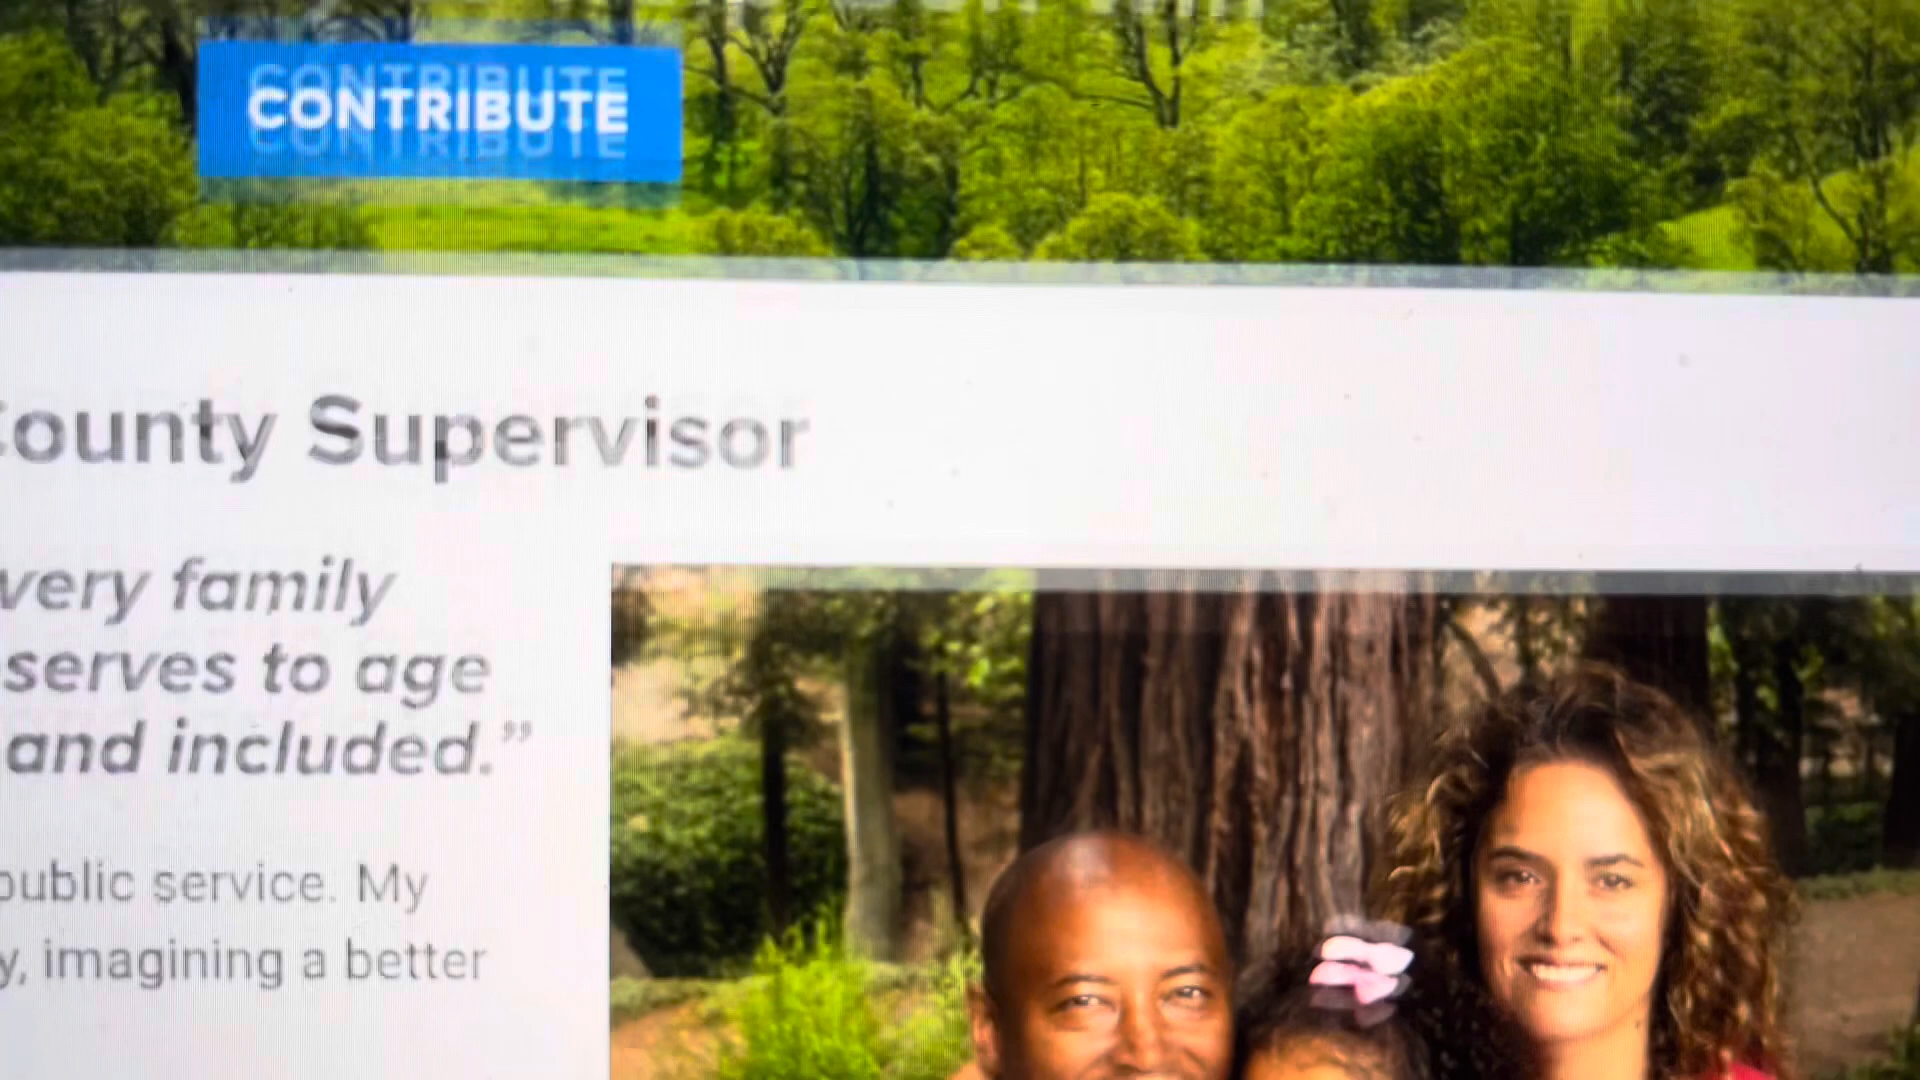 CONTRIBUTE
County Supervisor
very family
serves to age
and included.”
public service. My
y, imagining a better